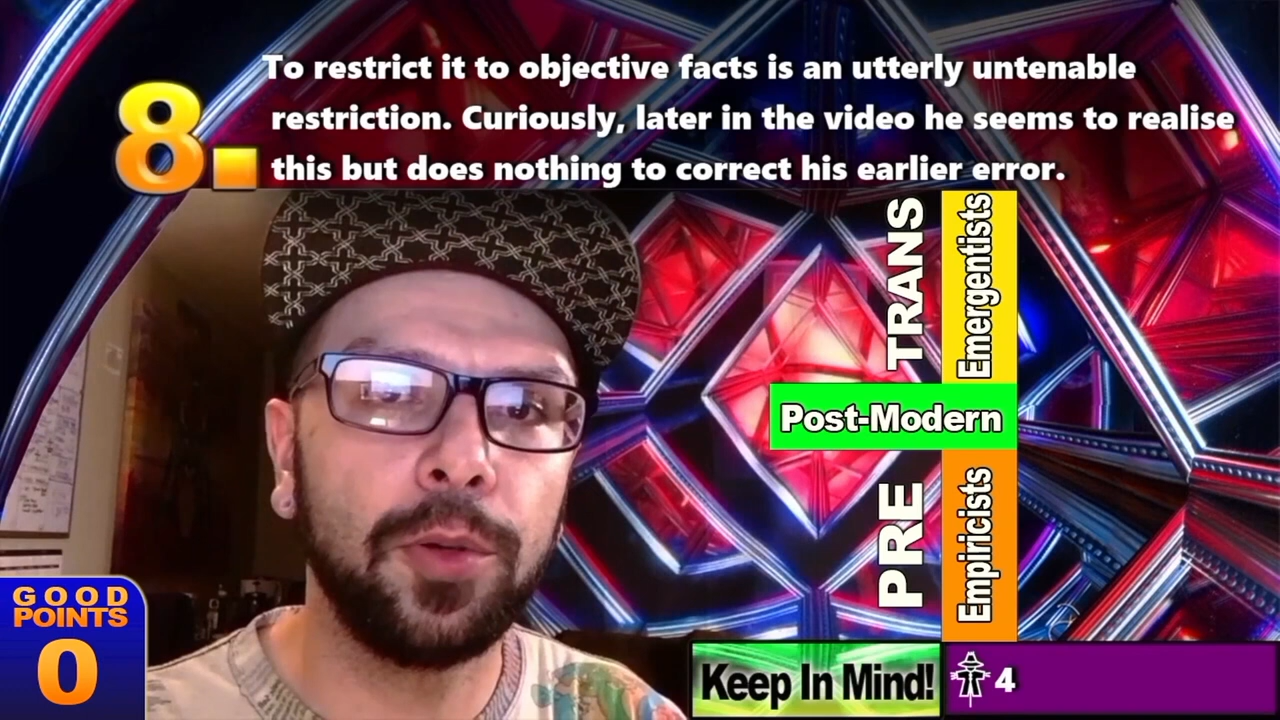 8.
To restrict it to objective facts is an utterly untenable
restriction. Curiously, later in the video he seems to realise
this but does nothing to correct his earlier error.
TRANS
Emergentists
Post-Modern
PRE
Empiricists
GOOD
POINTS
0
Keep In Mind!
4